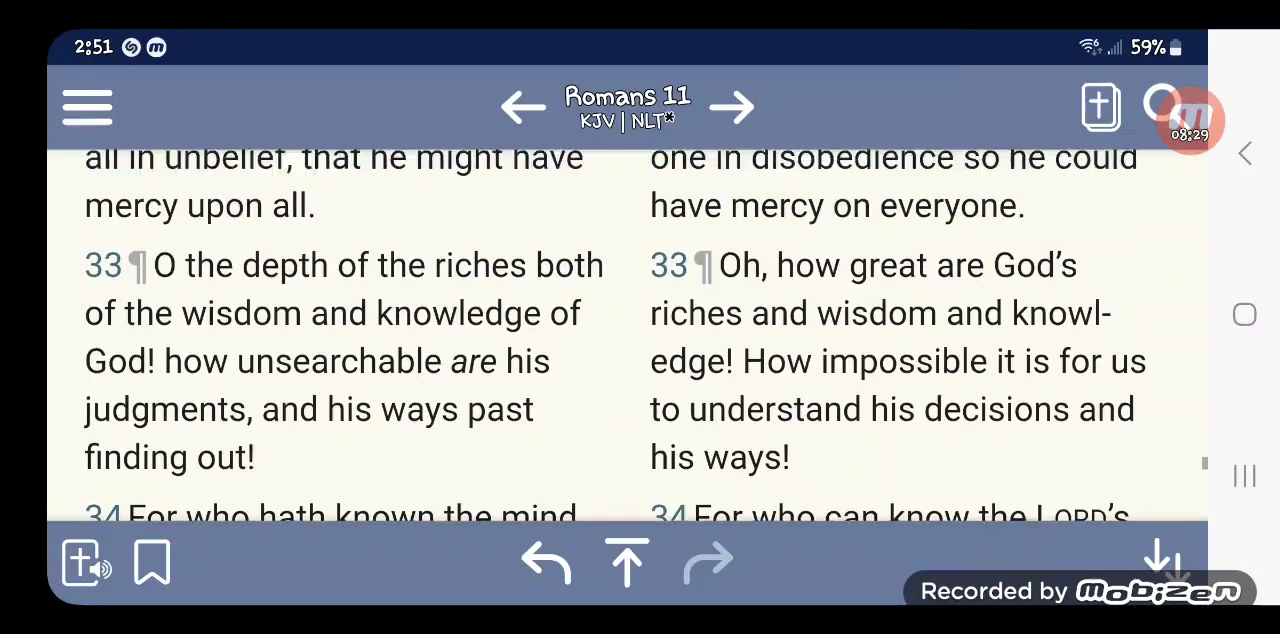 2:51
59%
Romans 11
KJV | NLT*
08:29
all in unbelief, that he might have
mercy upon all.
33 ¶ O the depth of the riches both
of the wisdom and knowledge of
God! how unsearchable are his
judgments, and his ways past
finding out!
34 For who hath known the mind
one in disobedience so he could
have mercy on everyone.
33 ¶ Oh, how great are God’s
riches and wisdom and knowl-
edge! How impossible it is for us
to understand his decisions and
his ways!
34 For who can know the LORD’s
Recorded by Mobizen